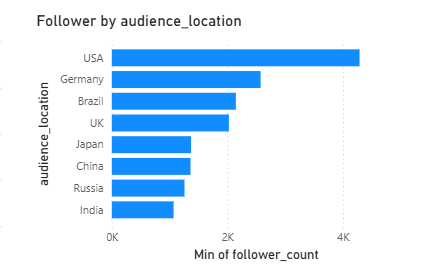 Follower by audience_location
audience_location
USA
Germany
Brazil
UK
Japan
China
Russia
India
0K
2K
4K
Min of follower_count